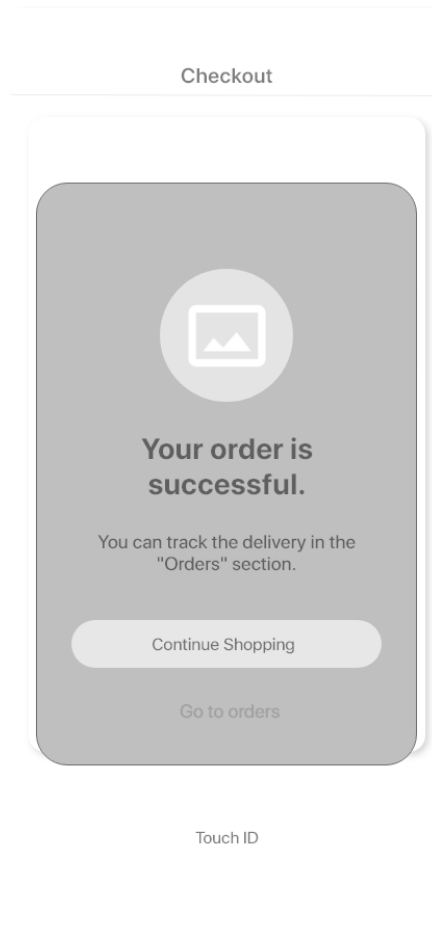 Checkout
Your order is
successful.
You can track the delivery in the
"Orders" section.
Continue Shopping
Go to orders
Touch ID